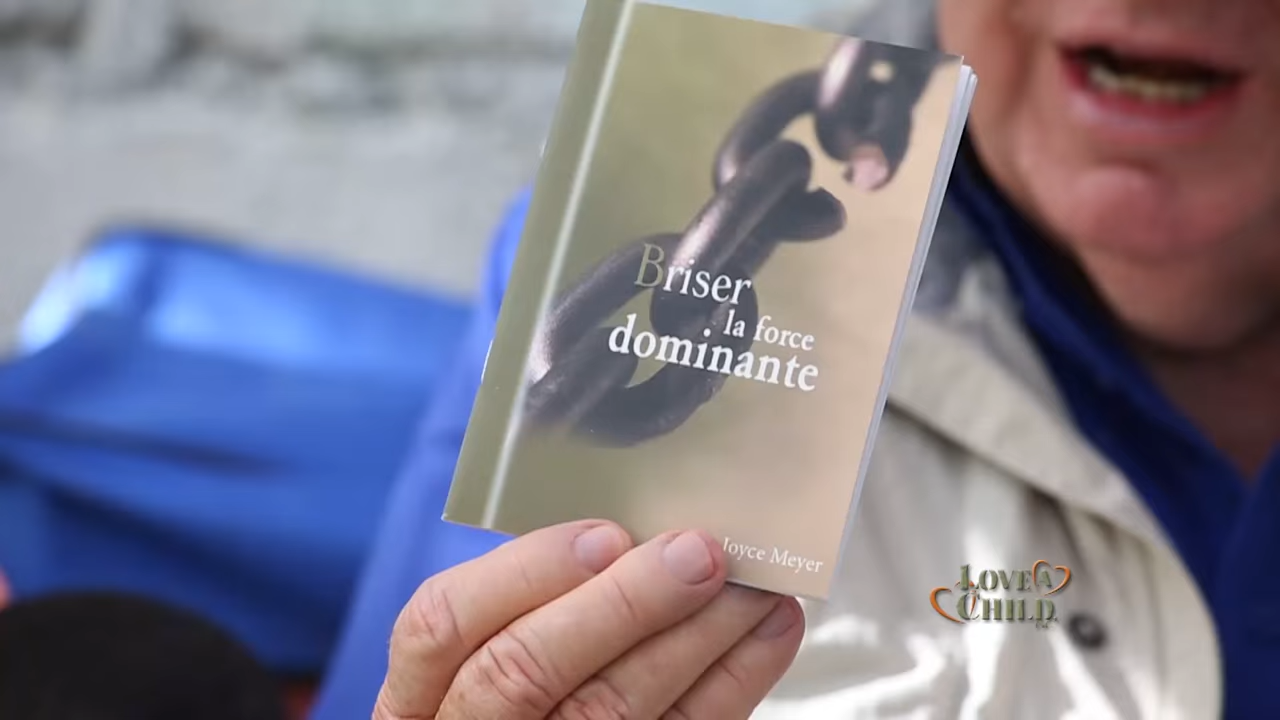 Briser
la force
dominante
Joyce Meyer
LOVE A
CHILD